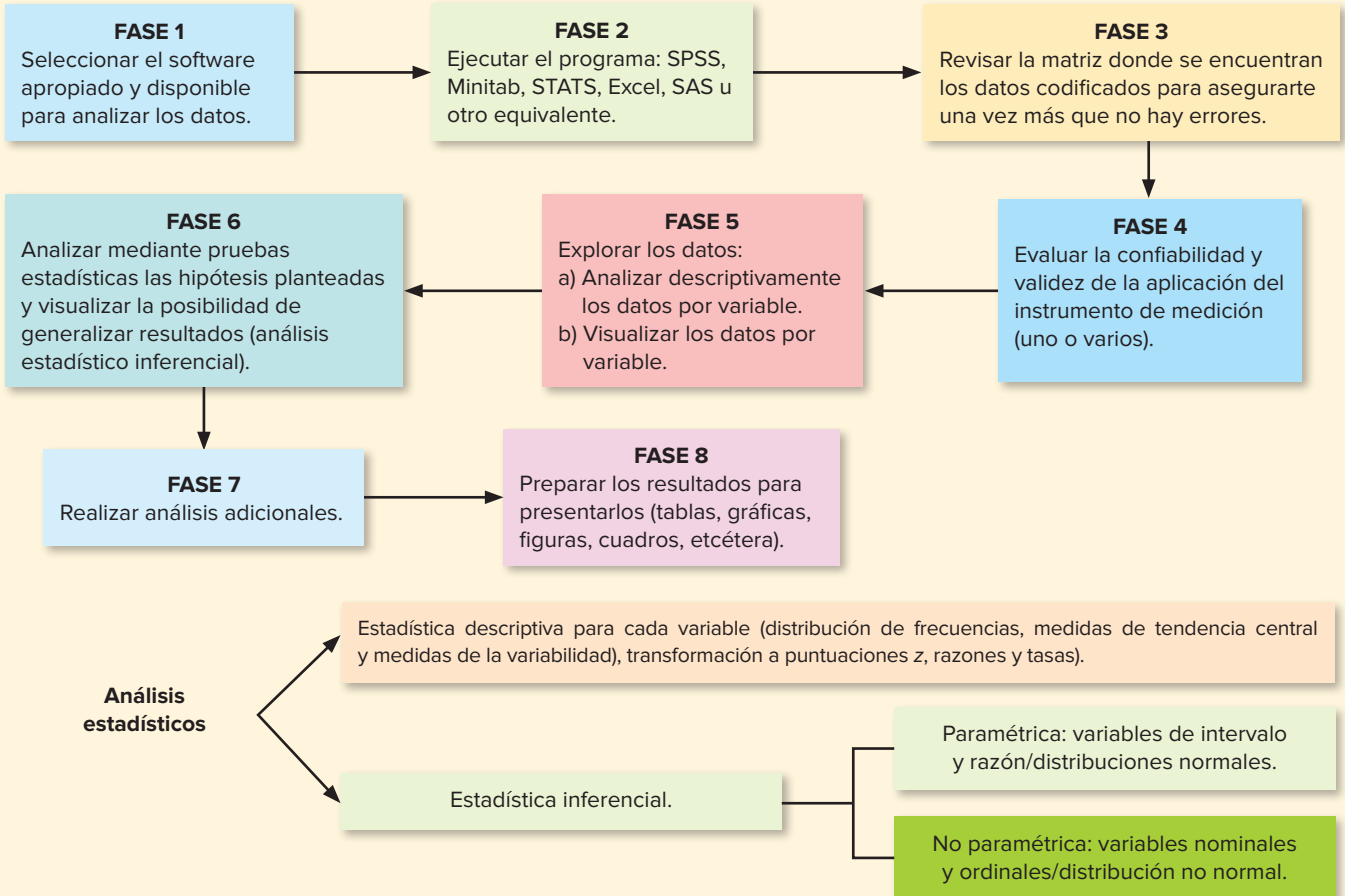 FASE 1
Seleccionar el software
apropiado y disponible
para analizar los datos.
FASE 2
Ejecutar el programa: SPSS,
Minitab, STATS, Excel, SAS u
otro equivalente.
FASE 3
Revisar la matriz donde se encuentran
los datos codificados para asegurarte
una vez más que no hay errores.
FASE 4
Evaluar la confiabilidad y
validez de la aplicación del
instrumento de medición
(uno o varios).
FASE 5
Explorar los datos:
a) Analizar descriptivamente
los datos por variable.
b) Visualizar los datos por
variable.
FASE 6
Analizar mediante pruebas
estadísticas las hipótesis planteadas
y visualizar la posibilidad de
generalizar resultados (análisis
estadístico inferencial).
FASE 7
Realizar análisis adicionales.
FASE 8
Preparar los resultados para
presentarlos (tablas, gráficas,
figuras, cuadros, etcétera).
Análisis
estadísticos
Estadística descriptiva para cada variable (distribución de frecuencias, medidas de tendencia central
y medidas de la variabilidad), transformación a puntuaciones z, razones y tasas).
Estadística inferencial.
Paramétrica: variables de intervalo
y razón/distribuciones normales.
No paramétrica: variables nominales
y ordinales/distribución no normal.